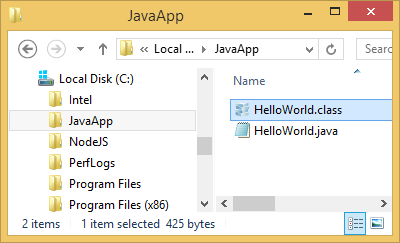 JavaApp
« Local ... ▸ JavaApp
Searc
Local Disk (C:)
Intel
JavaApp
NodeJS
PerfLogs
Program Files
Program Files (x86)
Name
HelloWorld.class
HelloWorld.java
2 items 1 item selected 425 bytes